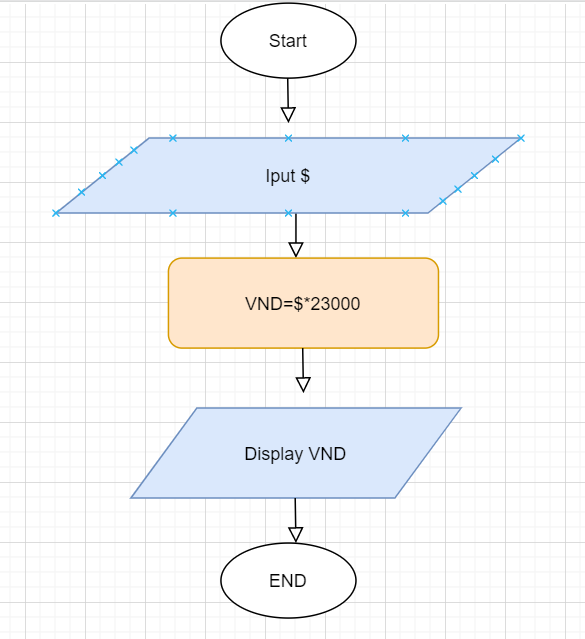 Start
Iput $
VND=$*23000
Display VND
END